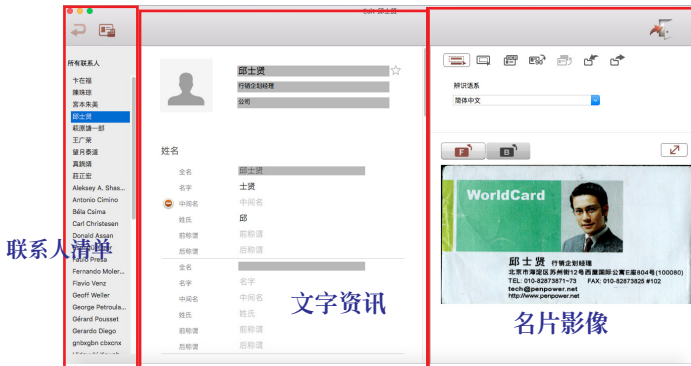 Edit 邱士贤
所有联系人
卞在福
陳珠琼
宮本朱美
邱士贤
萩原謙一郎
王广荣
望月泰道
真鋭靖
莊正宏
Aleksey A. Shas...
Antonio Cimino
Béla Csima
Carl Christesen
Donald Assan
Fabio Presa
Fernando Moler...
Flavio Venz
Geoff Weller
George Petroula...
Gérard Pousset
Gerardo Diego
gnbxgbn cbxcnx
联系人清单
邱士贤
行销企划经理
公司
姓名
全名 邱士贤
名字 士贤
中间名 中间名
姓氏 邱
前称谓 前称谓
后称谓 后称谓
全名
名字 名字
中间名 中间名
姓氏 姓氏
前称谓 前称谓
后称谓 后称谓
文字资讯
辨识语系
简体中文
F
B
WorldCard
邱士贤 行销企划经理
北京市海淀区苏州街12号西屋国际公寓E座804号(100080)
TEL: 010-82873871~73 FAX: 010-82873825 #102
tech@penpower.net
http://www.penpower.net
名片影像